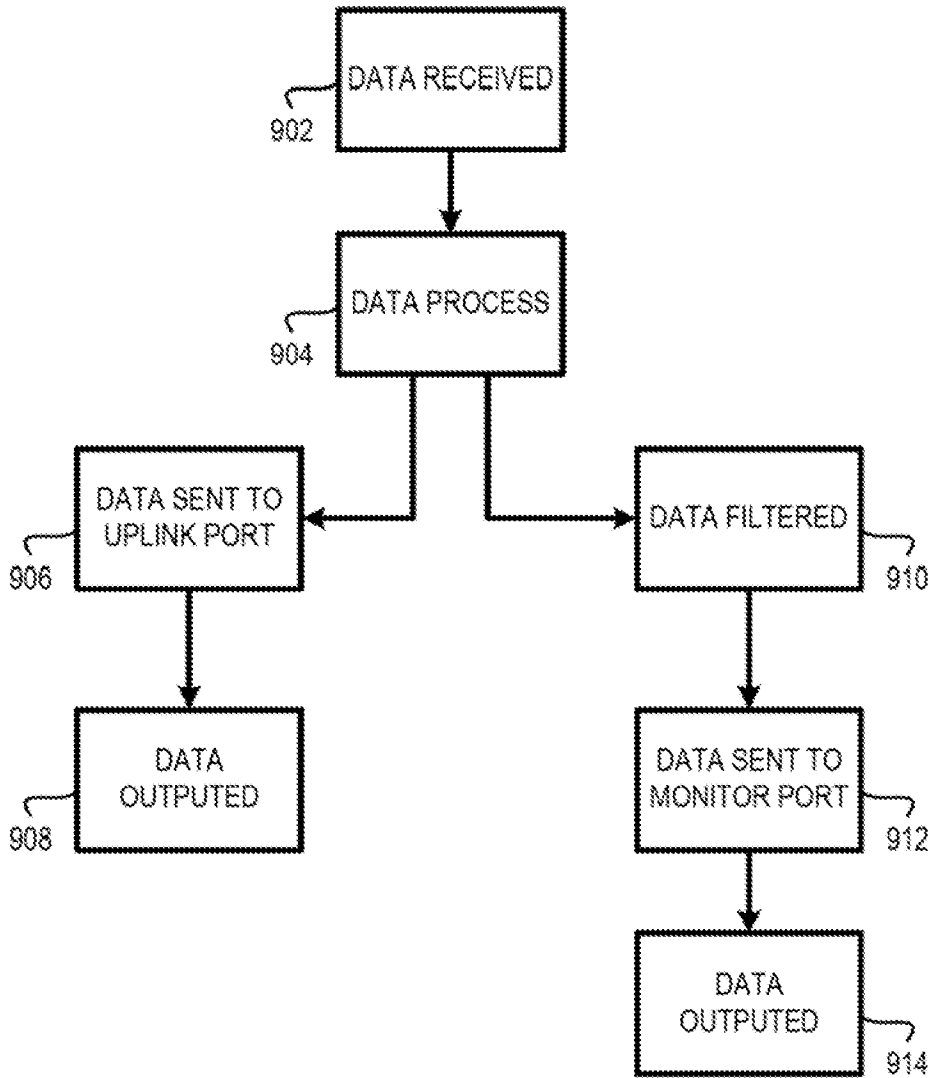 DATA RECEIVED
902
DATA PROCESS
904
DATA SENT TO
UPLINK PORT
906
DATA
OUTPUTED
908
DATA FILTERED
910
DATA SENT TO
MONITOR PORT
912
DATA
OUTPUTED
914